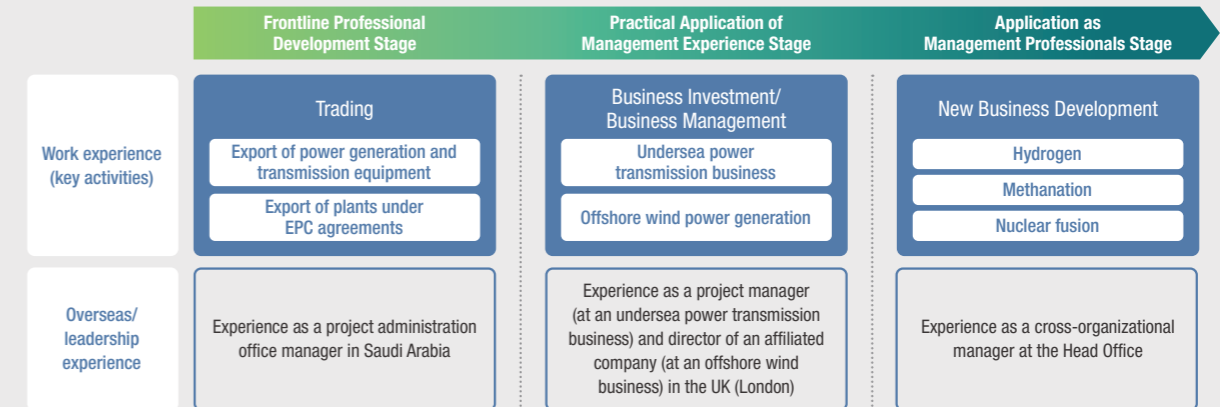 Frontline Professional
Development Stage
Practical Application of
Management Experience Stage
Application as
Management Professionals Stage
Work experience
(key activities)
Trading
Export of power generation and
transmission equipment
Export of plants under
EPC agreements
Business Investment/
Business Management
Undersea power
transmission business
Offshore wind power generation
New Business Development
Hydrogen
Methanation
Nuclear fusion
Overseas/
leadership
experience
Experience as a project administration
office manager in Saudi Arabia
Experience as a project manager
(at an undersea power transmission
business) and director of an affiliated
company (at an offshore wind
business) in the UK (London)
Experience as a cross-organizational
manager at the Head Office